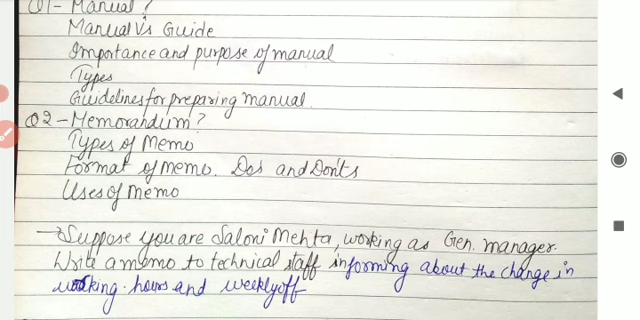 Q1- Manual?
Manual V/s Guide
Importance and purpose of manual
Types
Guidelines for preparing manual.
Q2-Memorandum?
Types of Memo
Format of memo. Do's and Don'ts
Uses of Memo
→ Suppose you are Saloni Mehta, working as Gen. manager.
Write a memo to technical staff informing about the change in
working hours and weekly off